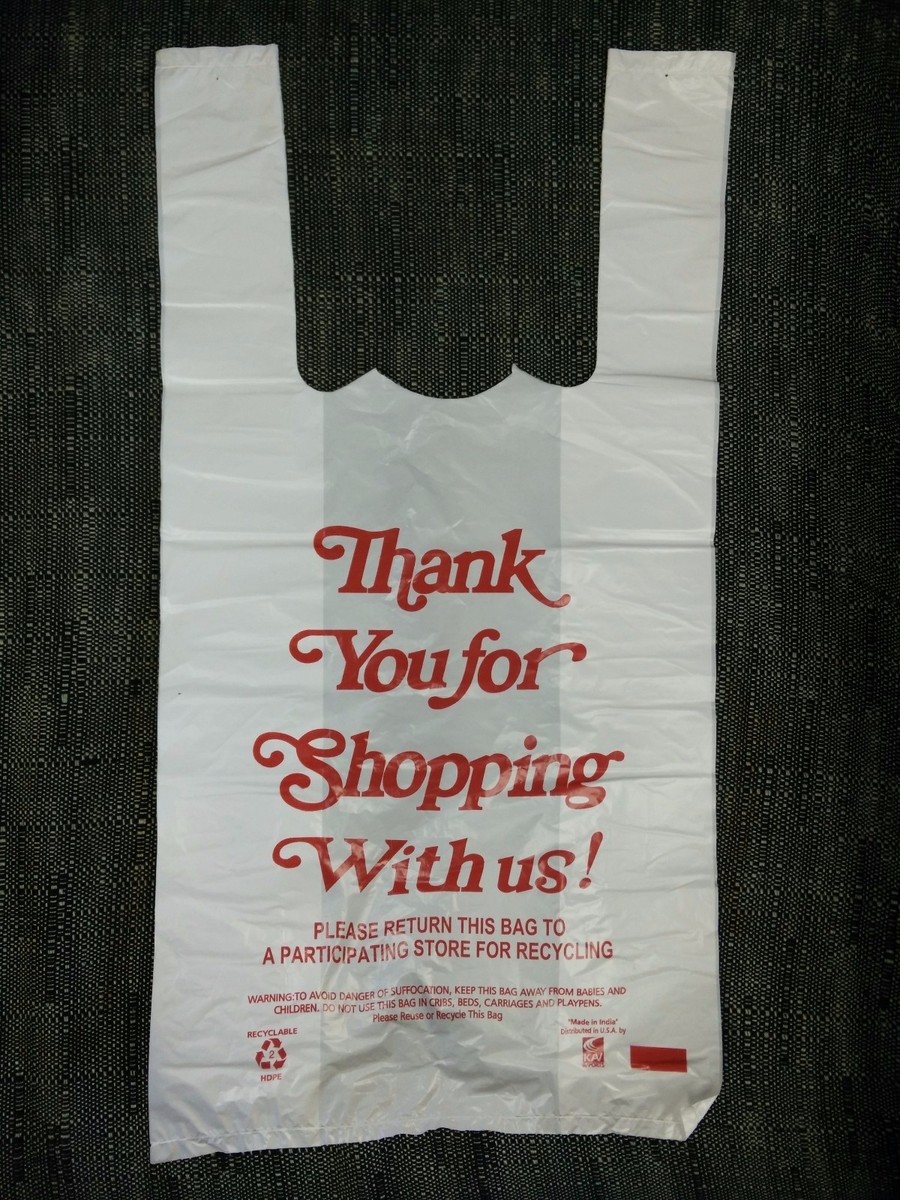 Thank
You for
Shopping
With us!
PLEASE RETURN THIS BAG TO
A PARTICIPATING STORE FOR RECYCLING
WARNING:TO AVOID DANGER OF SUFFOCATION, KEEP THIS BAG AWAY FROM BABIES AND
CHILDREN. DO NOT USE THIS BAG IN CRIBS, BEDS, CARRIAGES AND PLAYPENS.
Please Reuse or Recycle This Bag
RECYCLABLE
2
HDPE
"Made in India"
Distributed in U.S.A. by
KAV